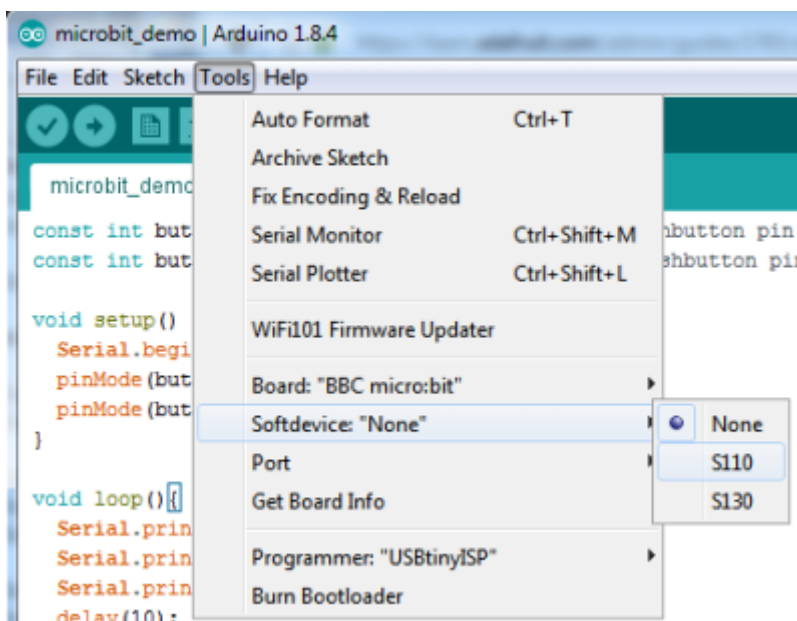 microbit_demo | Arduino 1.8.4
File Edit Sketch Tools Help
Auto Format Ctrl+T
Archive Sketch
microbit_demo
Fix Encoding & Reload
const int but
Serial Monitor Ctrl+Shift+M
button pin
const int but
Serial Plotter Ctrl+Shift+L
void setup()
WiFi101 Firmware Updater
Serial.begi
pinMode(but
Board: "BBC micro:bit"
pinMode(but
Softdevice: "None"
None
}
Port
S110
void loop(){
Get Board Info
S130
Serial.prin
Serial.prin
Programmer: "USBtinyISP"
Serial.prin
Burn Bootloader
delay(10);